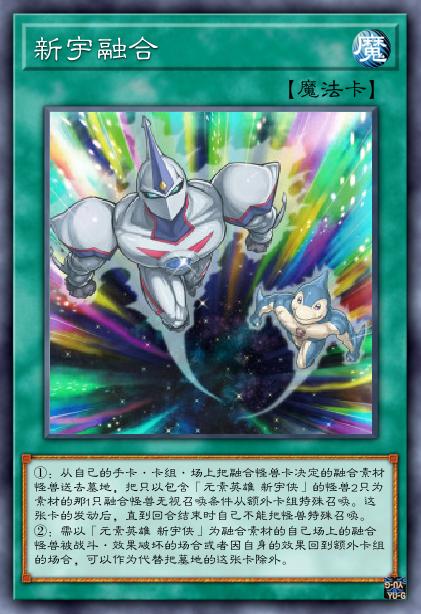 新宇融合
魔
【魔法卡】
①：从自己的手卡·卡组·场上把融合怪兽卡决定的融合素材
怪兽送去墓地，把只以包含「元素英雄 新宇侠」的怪兽2只为
素材的那1只融合怪兽无视召唤条件从额外卡组特殊召唤。这
张卡的发动后，直到回合结束时自己不能把怪兽特殊召唤。
②：需以「元素英雄 新宇侠」为融合素材的自己场上的融合
怪兽被战斗·效果破坏的场合或者因自身的效果回到额外卡组
的场合，可以作为代替把墓地的这张卡除外。